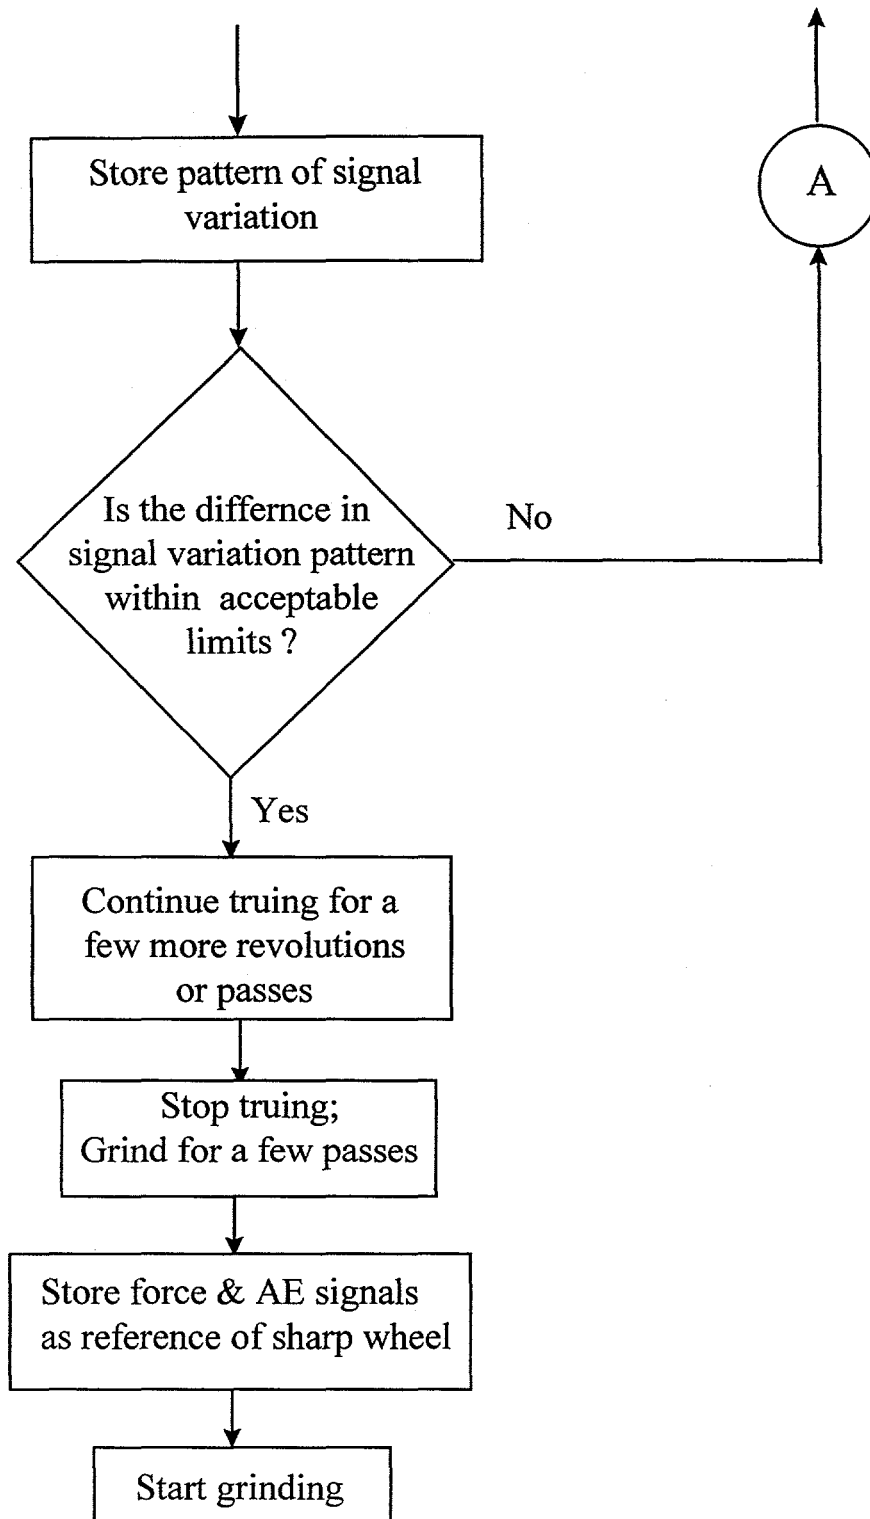 Store pattern of signal
variation
A
Is the differnce in
signal variation pattern
within acceptable
limits ?
No
Yes
Continue truing for a
few more revolutions
or passes
Stop truing;
Grind for a few passes
Store force & AE signals
as reference of sharp wheel
Start grinding